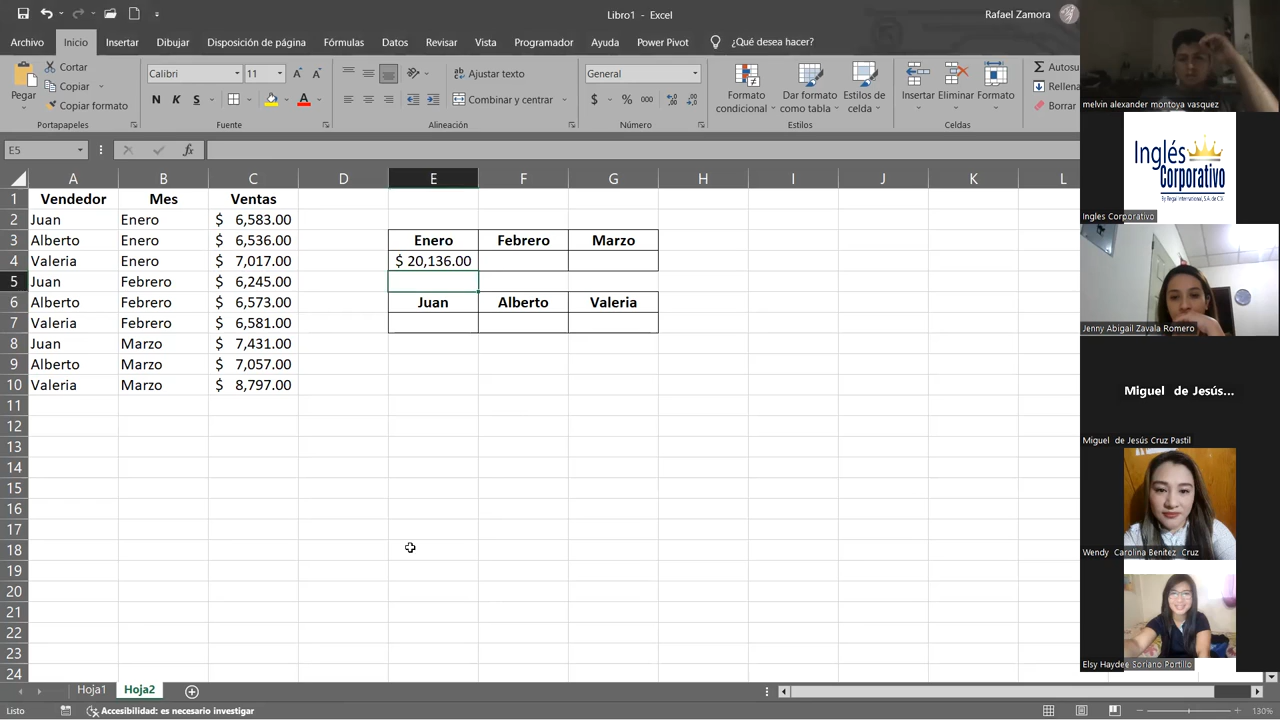 Libro1 - Excel
Rafael Zamora
Archivo Inicio Insertar Dibujar Disposición de página Fórmulas Datos Revisar Vista Programador Ayuda Power Pivot ¿Qué desea hacer?
Pegar
Cortar
Copiar
Copiar formato
Portapapeles
Calibri 11
N K S
Fuente
Ajustar texto
Combinar y centrar
Alineación
General
$ % 000
Número
Formato condicional
Dar formato como tabla
Estilos de celda
Estilos
Insertar Eliminar Formato
Celdas
Autosu
Rellena
Borrar
E5
fx
A B C D E F G H I J K L
1 Vendedor Mes Ventas
2 Juan Enero $ 6,583.00
3 Alberto Enero $ 6,536.00 Enero Febrero Marzo
4 Valeria Enero $ 7,017.00 $ 20,136.00
5 Juan Febrero $ 6,245.00
6 Alberto Febrero $ 6,573.00 Juan Alberto Valeria
7 Valeria Febrero $ 6,581.00
8 Juan Marzo $ 7,431.00
9 Alberto Marzo $ 7,057.00
10 Valeria Marzo $ 8,797.00
11
12
13
14
15
16
17
18
19
20
21
22
23
24
Hoja1 Hoja2
Listo Accesibilidad: es necesario investigar 130%
melvin alexander montoya vasquez
Inglés
Corporativo
By Regal International, S.A. de C.V.
Ingles Corporativo
Jenny Abigail Zavala Romero
Miguel de Jesús...
Miguel de Jesús Cruz Pastil
Wendy Carolina Benitez Cruz
Elsy Haydee Soriano Portillo